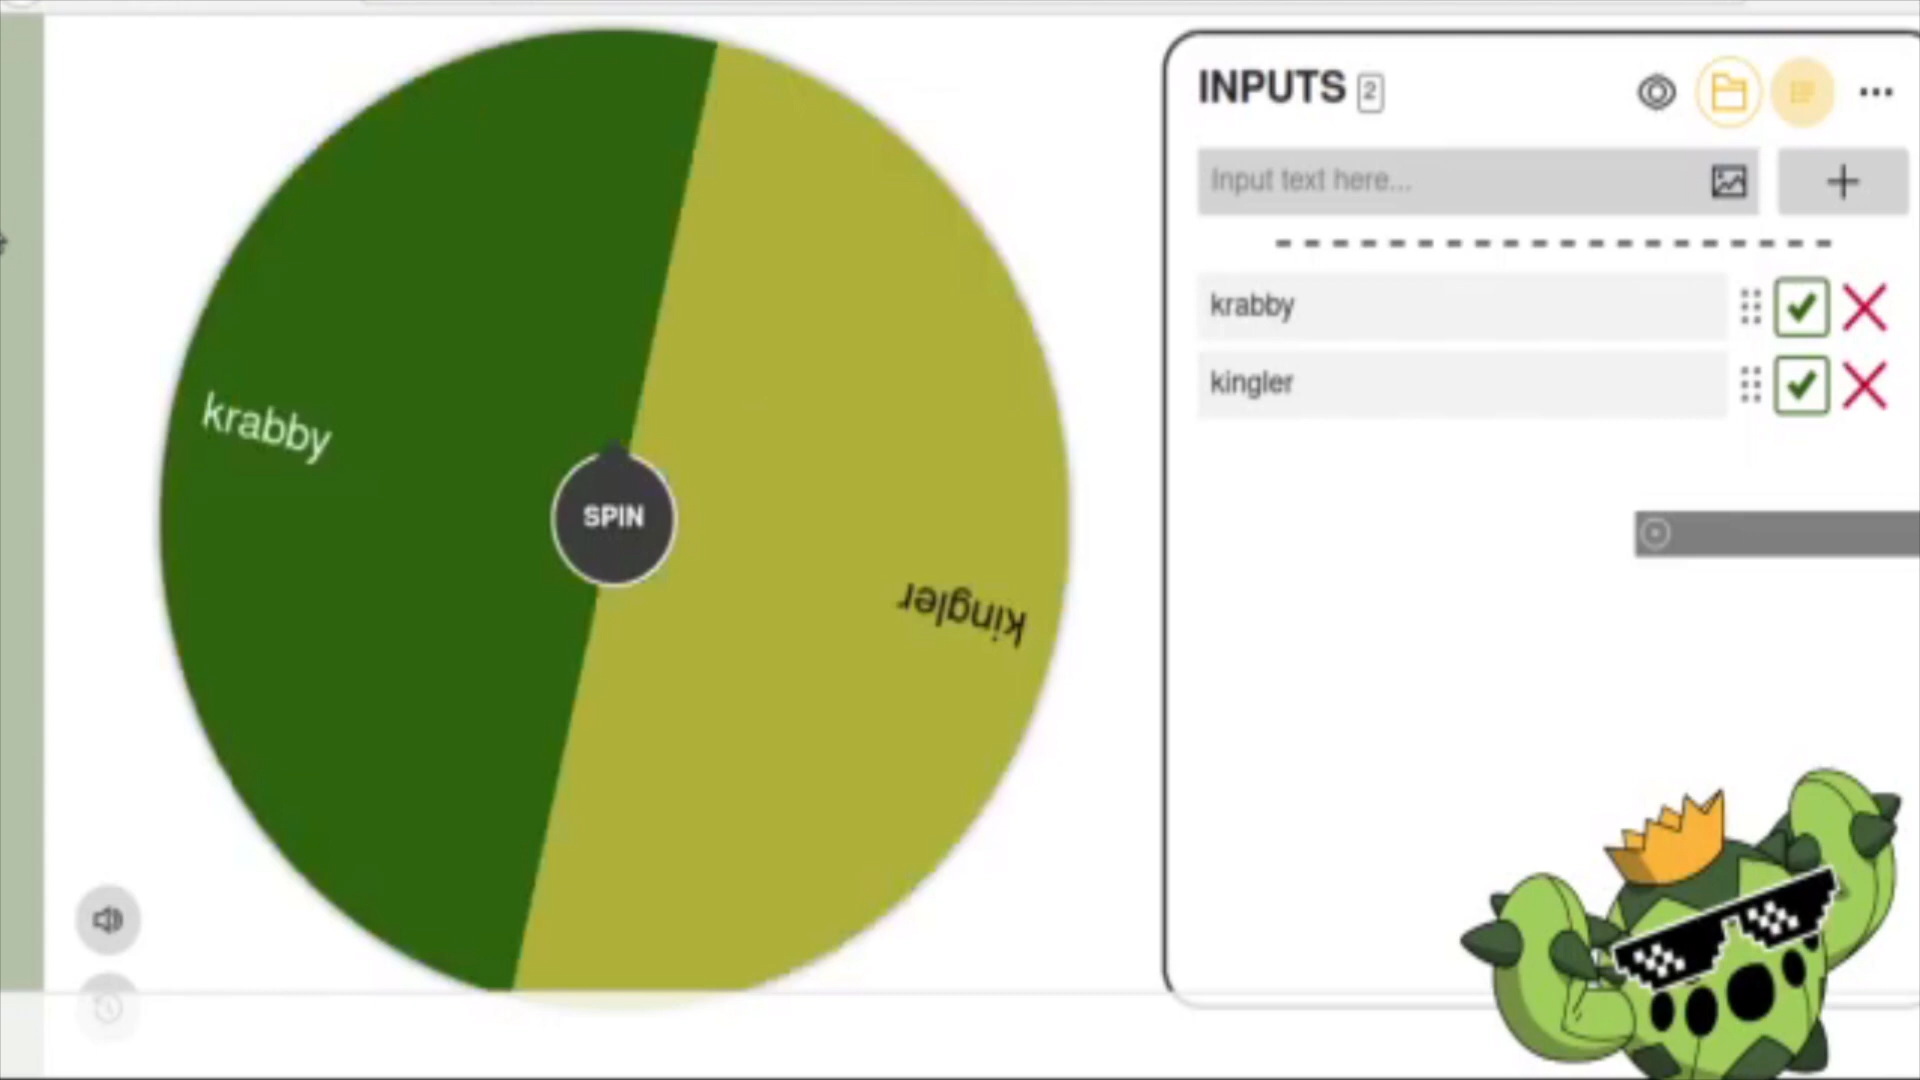 INPUTS 2
Input text here...
krabby
kingler
krabby
SPIN
kingler